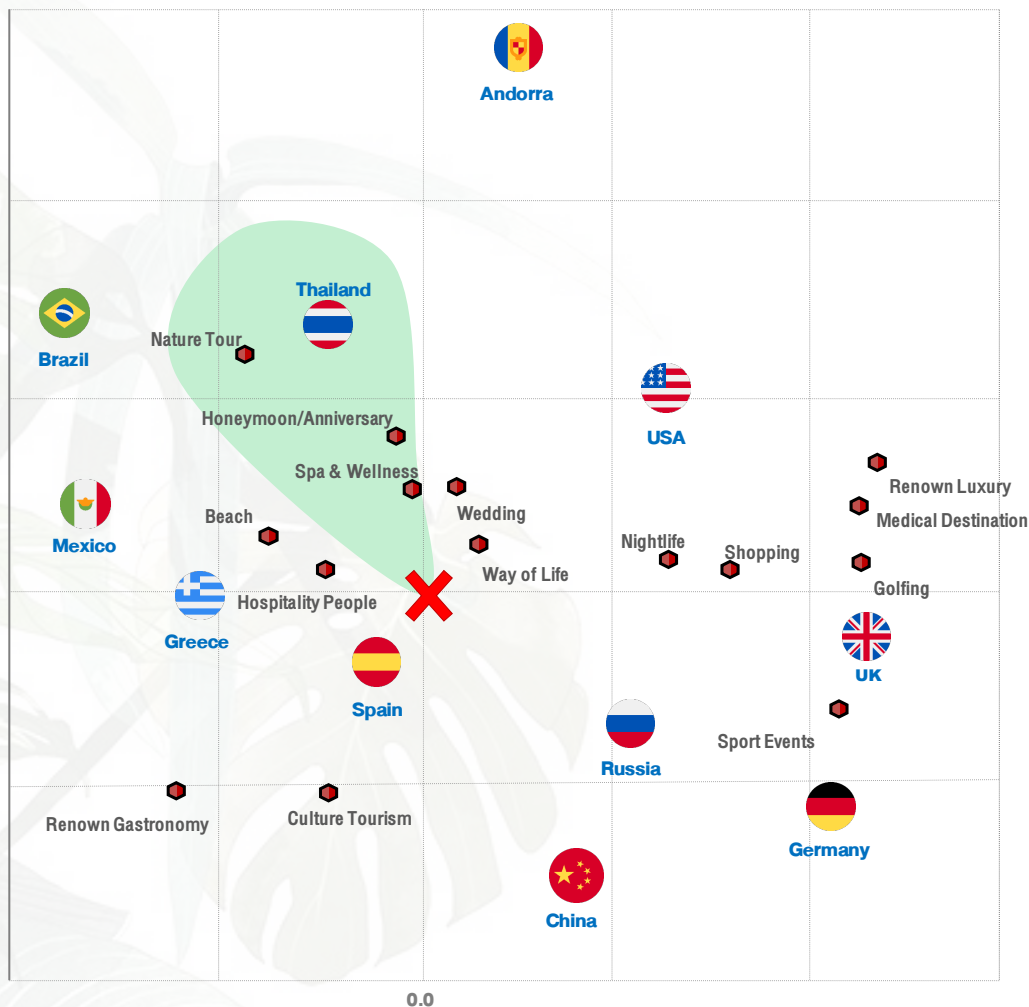 Andorra
Thailand
Brazil
Nature Tour
Honeymoon/Anniversary
USA
Spa & Wellness
Renown Luxury
Wedding
Medical Destination
Beach
Mexico
Nightlife
Shopping
Way of Life
Golfing
Hospitality People
Greece
UK
Spain
Sport Events
Russia
Culture Tourism
Renown Gastronomy
Germany
China
0.0